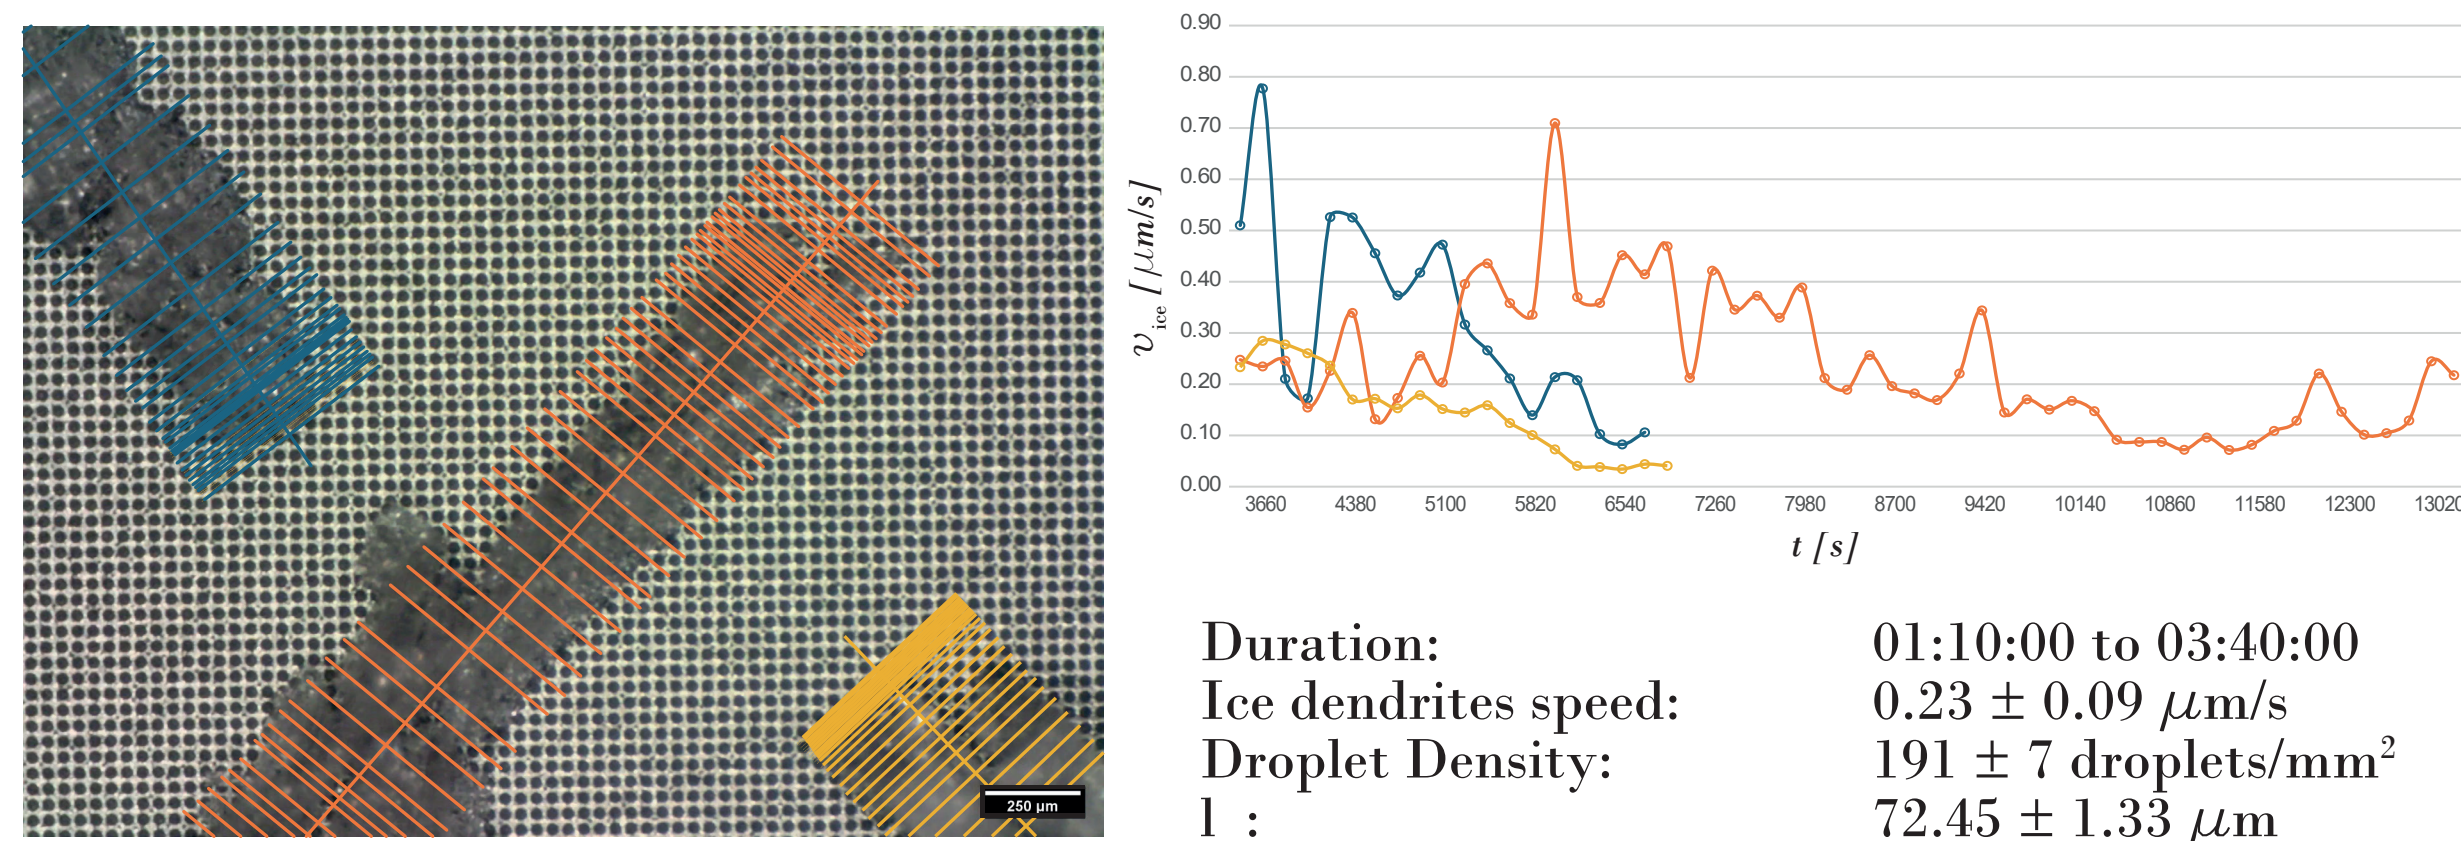 250 μm
0.90
0.80
0.70
0.60
0.50
0.40
0.30
0.20
0.10
0.00
v ice [μm/s]
3660 4380 5100 5820 6540 7260 7980 8700 9420 10140 10860 11580 12300 13020
t [s]
Duration: 01:10:00 to 03:40:00
Ice dendrites speed: 0.23 ± 0.09 μm/s
Droplet Density: 191 ± 7 droplets/mm²
l : 72.45 ± 1.33 μm